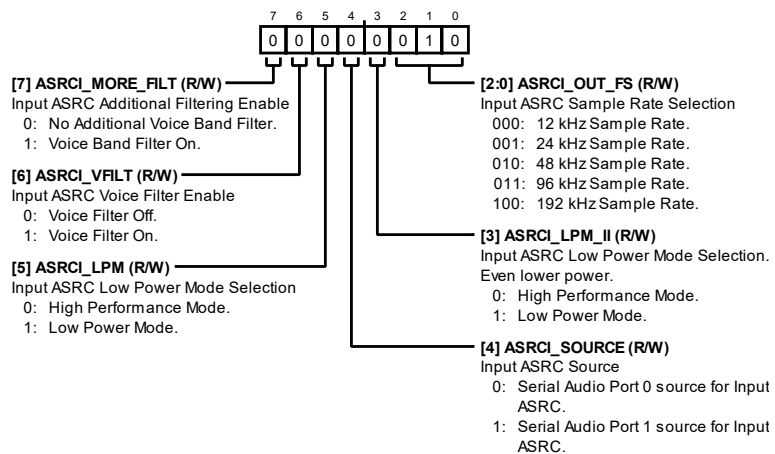 7 6 5 4 3 2 1 0
0 0 0 0 0 0 1 0
[7] ASRCI_MORE_FILT (R/W)
Input ASRC Additional Filtering Enable
0: No Additional Voice Band Filter.
1: Voice Band Filter On.
[6] ASRCI_VFILT (R/W)
Input ASRC Voice Filter Enable
0: Voice Filter Off.
1: Voice Filter On.
[5] ASRCI_LPM (R/W)
Input ASRC Low Power Mode Selection
0: High Performance Mode.
1: Low Power Mode.
[2:0] ASRCI_OUT_FS (R/W)
Input ASRC Sample Rate Selection
000: 12 kHz Sample Rate.
001: 24 kHz Sample Rate.
010: 48 kHz Sample Rate.
011: 96 kHz Sample Rate.
100: 192 kHz Sample Rate.
[3] ASRCI_LPM_II (R/W)
Input ASRC Low Power Mode Selection.
Even lower power.
0: High Performance Mode.
1: Low Power Mode.
[4] ASRCI_SOURCE (R/W)
Input ASRC Source
0: Serial Audio Port 0 source for Input
ASRC.
1: Serial Audio Port 1 source for Input
ASRC.